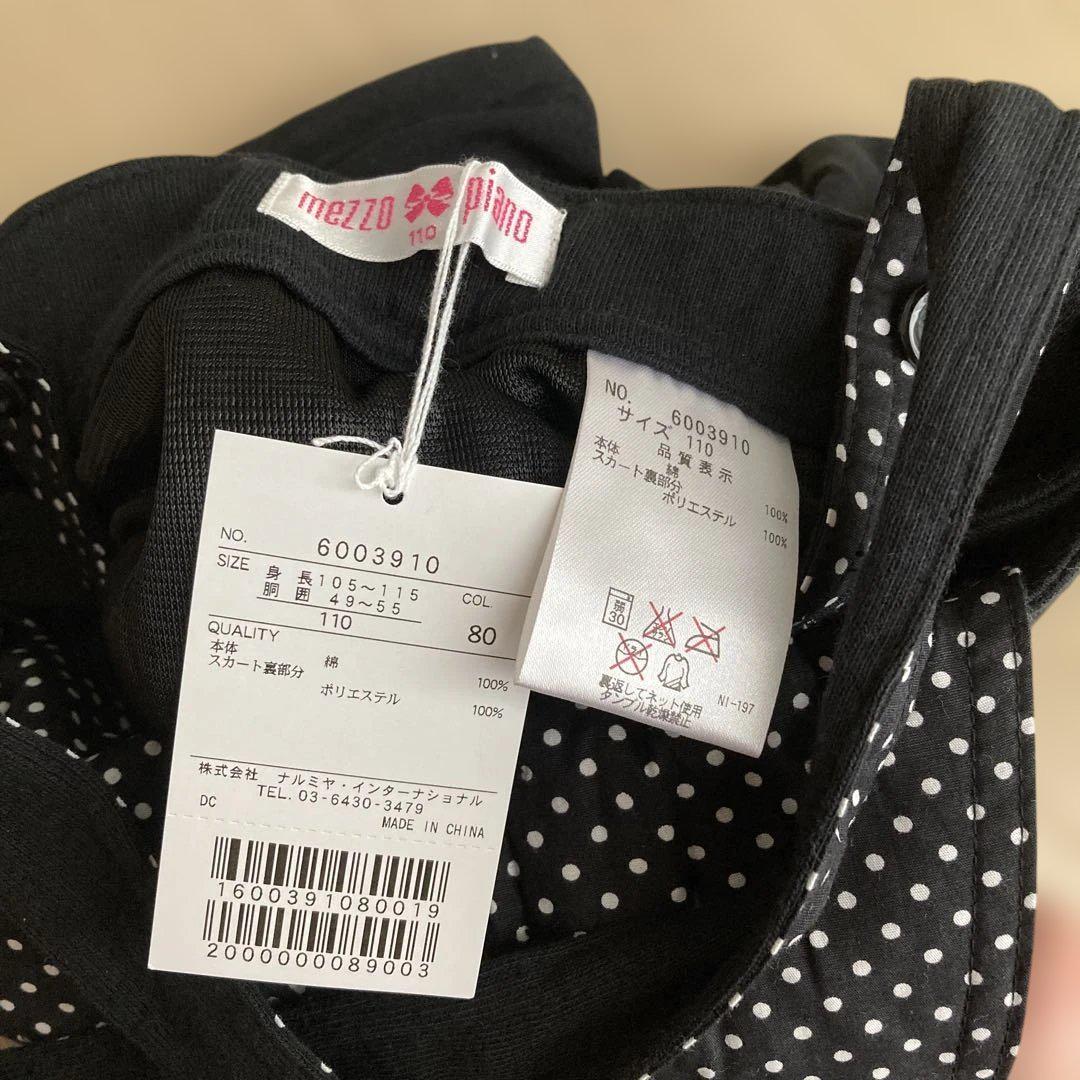 mezzo piano
110
NO. 6003910
サイズ 110
品質表示
本体 綿 100%
スカート裏部分
ポリエステル 100%
弱
30
裏返してネット使用
タンブル乾燥禁止
NI-197
NO. 6003910
SIZE 身長 105～115 COL.
胴囲 49～55
110 80
QUALITY
本体 綿 100%
スカート裏部分
ポリエステル 100%
株式会社 ナルミヤ・インターナショナル
TEL. 03-6430-3479
DC MADE IN CHINA
1600391080019
2000000089003